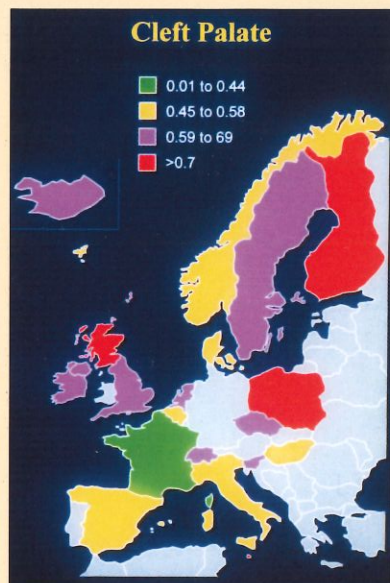 Cleft Palate
0.01 to 0.44
0.45 to 0.58
0.59 to 69
>0.7